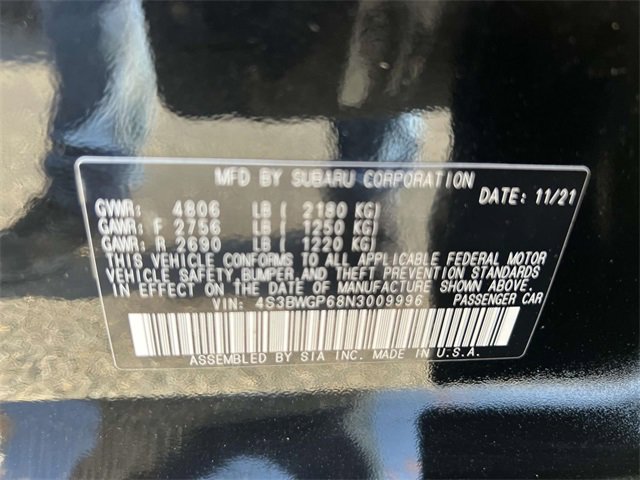 MFD BY SUBARU CORPORATION
DATE: 11/21
GVWR: 4806 LB ( 2180 KG)
GAWR: F 2756 LB ( 1250 KG)
GAWR: R 2690 LB ( 1220 KG)
THIS VEHICLE CONFORMS TO ALL APPLICABLE FEDERAL MOTOR
VEHICLE SAFETY, BUMPER, AND THEFT PREVENTION STANDARDS
IN EFFECT ON THE DATE OF MANUFACTURE SHOWN ABOVE.
VIN: 4S3BWGP68N3009996 PASSENGER CAR
ASSEMBLED BY SIA INC. MADE IN U.S.A.